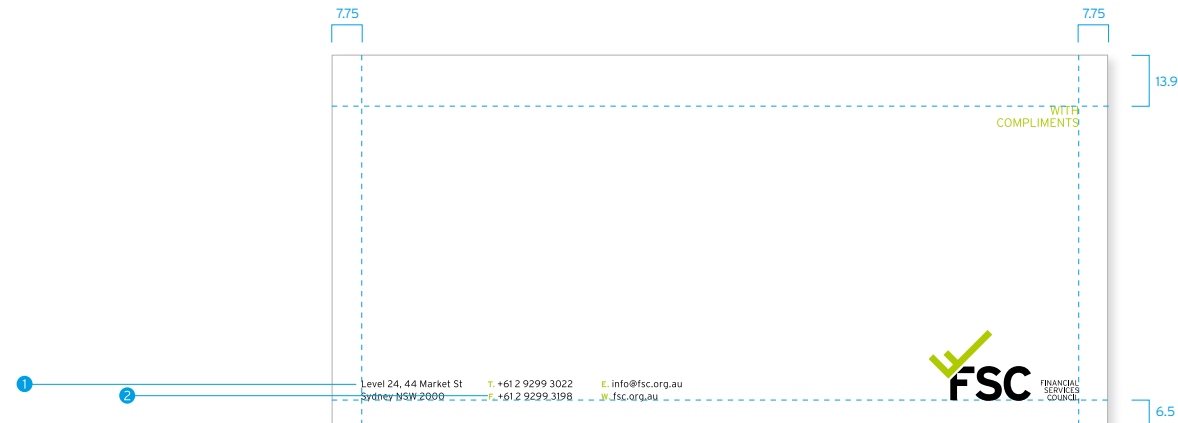 7.75
7.75
13.9
WITH
COMPLIMENTS
1
Level 24, 44 Market St T. +61 2 9299 3022 E. info@fsc.org.au
2
Sydney NSW 2000 F. +61 2 9299 3198 W. fsc.org.au
FSC
FINANCIAL
SERVICES
COUNCIL
6.5